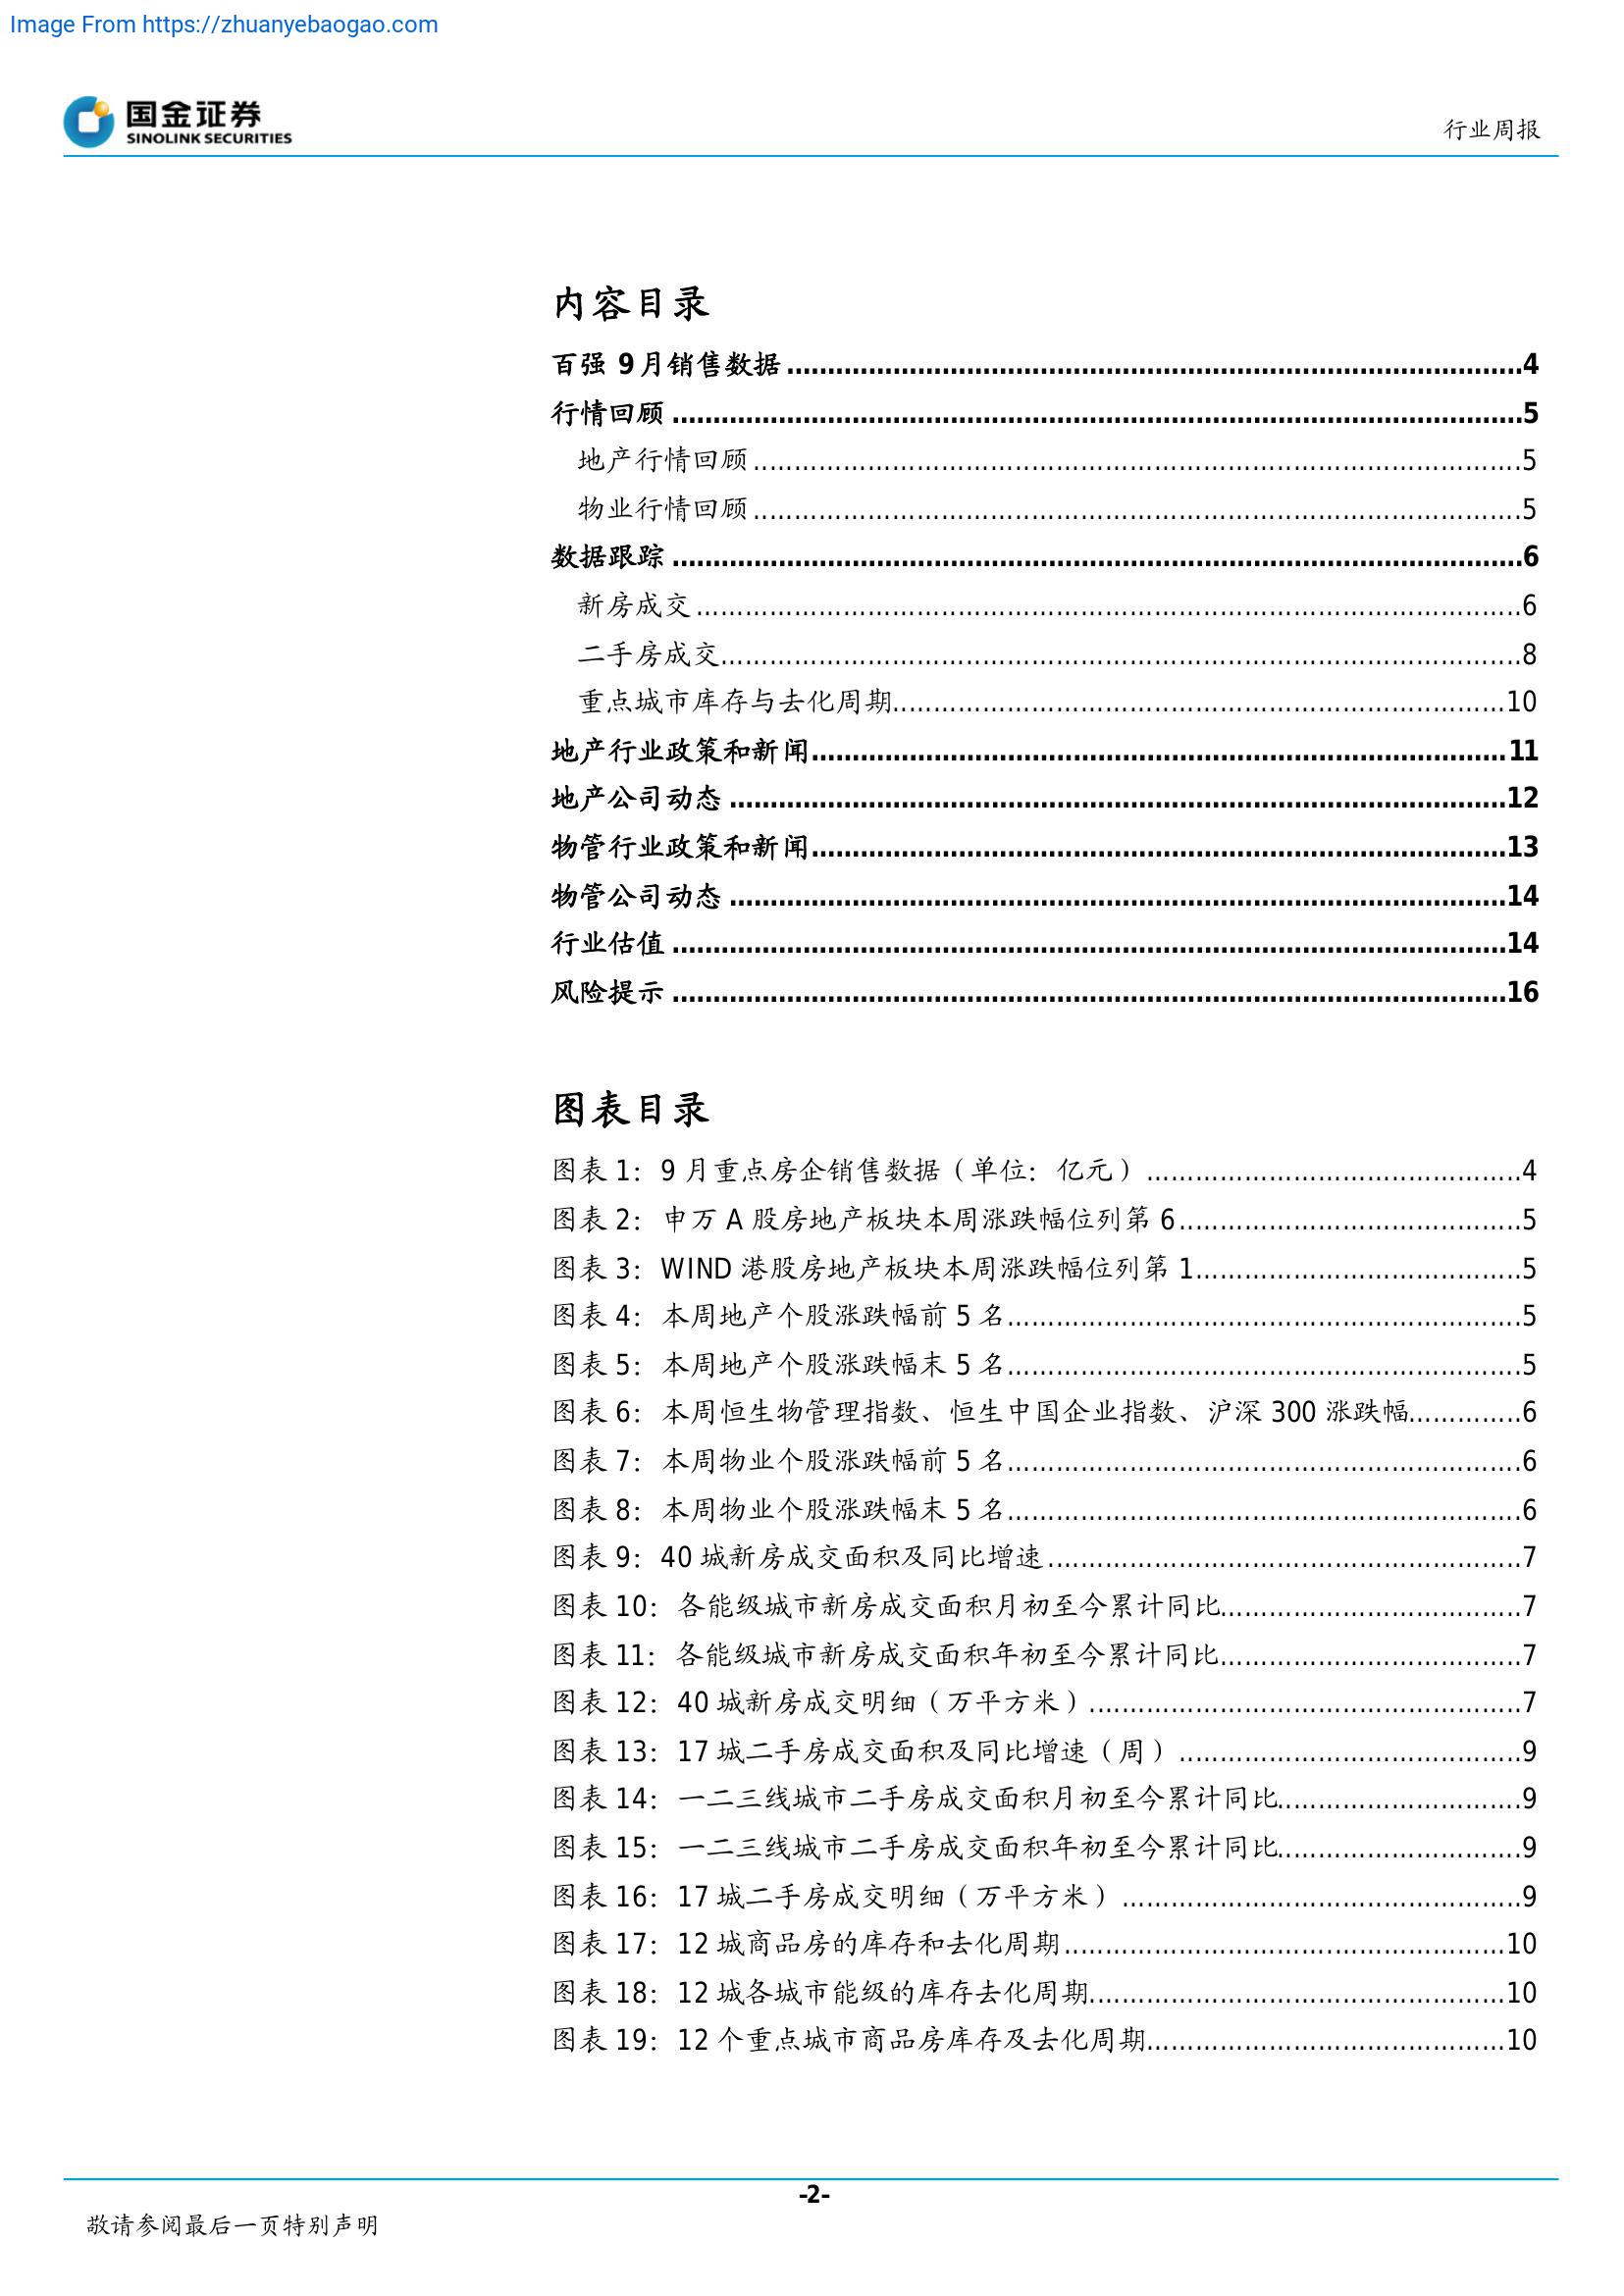 Image From https://zhuanyebaogao.com
国金证券
SINOLINK SECURITIES
行业周报
内容目录
百强 9 月销售数据................................................................................4
行情回顾................................................................................5
地产行情回顾................................................................................5
物业行情回顾................................................................................5
数据跟踪................................................................................6
新房成交................................................................................6
二手房成交................................................................................8
重点城市库存与去化周期................................................................................10
地产行业政策和新闻................................................................................11
地产公司动态................................................................................12
物管行业政策和新闻................................................................................13
物管公司动态................................................................................14
行业估值................................................................................14
风险提示................................................................................16
图表目录
图表 1：9 月重点房企销售数据（单位：亿元）..............................................4
图表 2：申万 A 股房地产板块本周涨跌幅位列第 6..........................................5
图表 3：WIND 港股房地产板块本周涨跌幅位列第 1........................................5
图表 4：本周地产个股涨跌幅前 5 名...............................................................5
图表 5：本周地产个股涨跌幅末 5 名...............................................................5
图表 6：本周恒生物管理指数、恒生中国企业指数、沪深 300 涨跌幅..............6
图表 7：本周物业个股涨跌幅前 5 名...............................................................6
图表 8：本周物业个股涨跌幅末 5 名...............................................................6
图表 9：40 城新房成交面积及同比增速..........................................................7
图表 10：各能级城市新房成交面积月初至今累计同比.....................................7
图表 11：各能级城市新房成交面积年初至今累计同比.....................................7
图表 12：40 城新房成交明细（万平方米）.....................................................7
图表 13：17 城二手房成交面积及同比增速（周）..........................................9
图表 14：一二三线城市二手房成交面积月初至今累计同比..............................9
图表 15：一二三线城市二手房成交面积年初至今累计同比..............................9
图表 16：17 城二手房成交明细（万平方米）.................................................9
图表 17：12 城商品房的库存和去化周期......................................................10
图表 18：12 城各城市能级的库存去化周期...................................................10
图表 19：12 个重点城市商品房库存及去化周期............................................10
-2-
敬请参阅最后一页特别声明